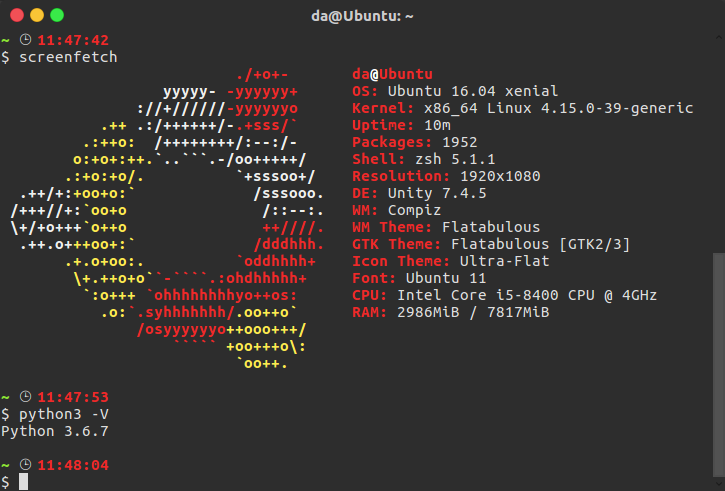 da@Ubuntu: ~
~ 11:47:42
$ screenfetch
./+o+- da@Ubuntu
yyyyy- -yyyyyy+ OS: Ubuntu 16.04 xenial
://+//////-yyyyyyo Kernel: x86_64 Linux 4.15.0-39-generic
.++ .:/++++++/-.+sss/` Uptime: 10m
.:++o: /++++++++/:--:/- Packages: 1952
o:+o+:++.`..```.-/oo+++++/ Shell: zsh 5.1.1
.:+o:+o/. `+sssoo+/ Resolution: 1920x1080
.++/+:+oo+o:` /sssooo. DE: Unity 7.4.5
/+++//+:`oo+o /::--:. WM: Compiz
\+/+o+++`o++o ++////. WM Theme: Flatabulous
.++.o+++oo+:` /dddhhh. GTK Theme: Flatabulous [GTK2/3]
.+.o+oo:. `oddhhhh+ Icon Theme: Ultra-Flat
\+.++o+o``-````.:ohdhhhhh+ Font: Ubuntu 11
`:o+++ `ohhhhhhhhyo++os: CPU: Intel Core i5-8400 CPU @ 4GHz
.o:`.syhhhhhhh/.oo++o` RAM: 2986MiB / 7817MiB
/osyyyyyyo++ooo+++/
````` +oo+++o\:
`oo++.
~ 11:47:53
$ python3 -V
Python 3.6.7
~ 11:48:04
$